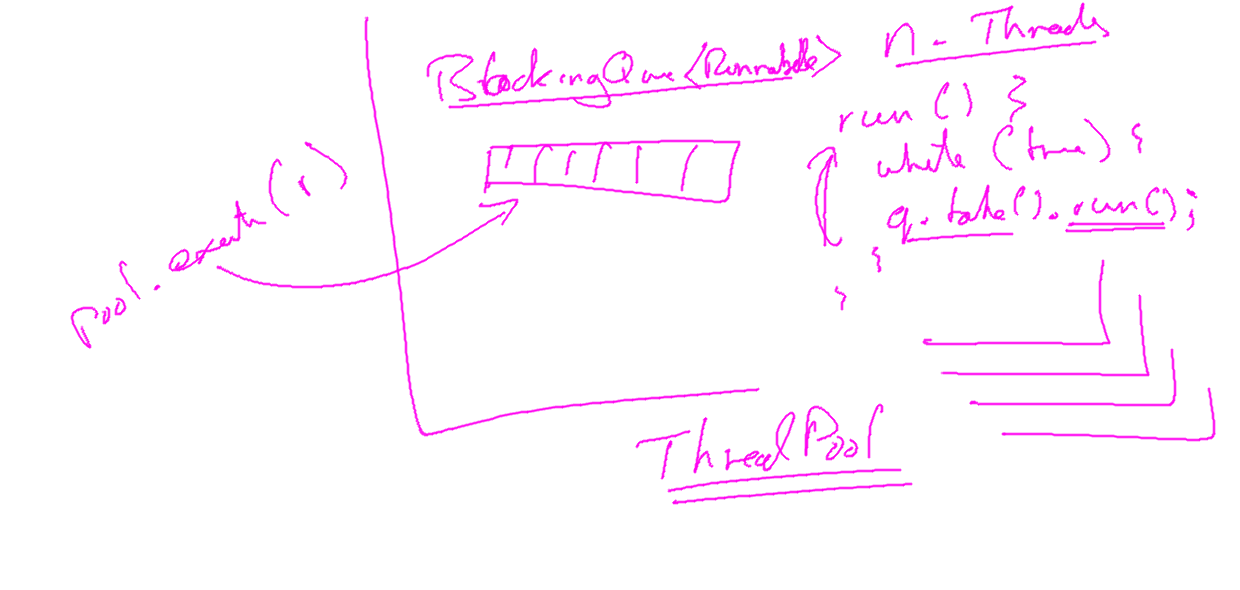 BlockingQueue<Runnable>
n - Threads
run() }
while (true) {
q.take().run();
}
}
pool.execute(r)
ThreadPool